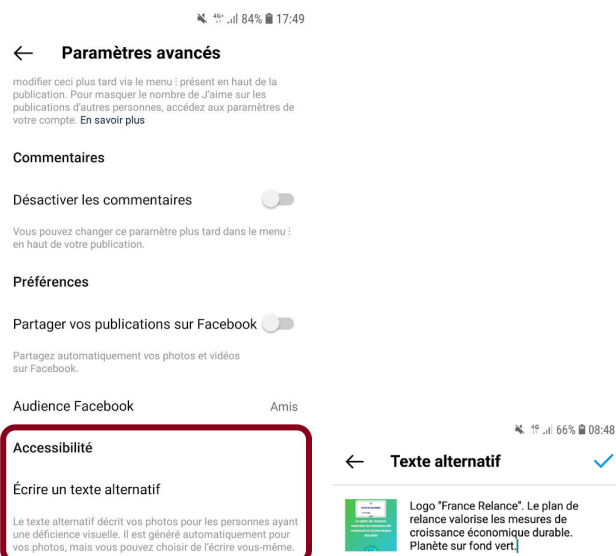 4G+ 84% 17:49
Paramètres avancés
modifier ceci plus tard via le menu ⁝ présent en haut de la
publication. Pour masquer le nombre de J'aime sur les
publications d'autres personnes, accédez aux paramètres de
votre compte. En savoir plus
Commentaires
Désactiver les commentaires
Vous pouvez changer ce paramètre plus tard dans le menu ⁝
en haut de votre publication.
Préférences
Partager vos publications sur Facebook
Partagez automatiquement vos photos et vidéos
sur Facebook.
Audience Facebook Amis
Accessibilité
Écrire un texte alternatif
Le texte alternatif décrit vos photos pour les personnes ayant
une déficience visuelle. Il est généré automatiquement pour
vos photos, mais vous pouvez choisir de l'écrire vous-même.
4G 66% 08:48
Texte alternatif
Logo "France Relance". Le plan de
relance valorise les mesures de
croissance économique durable.
Planète sur fond vert.